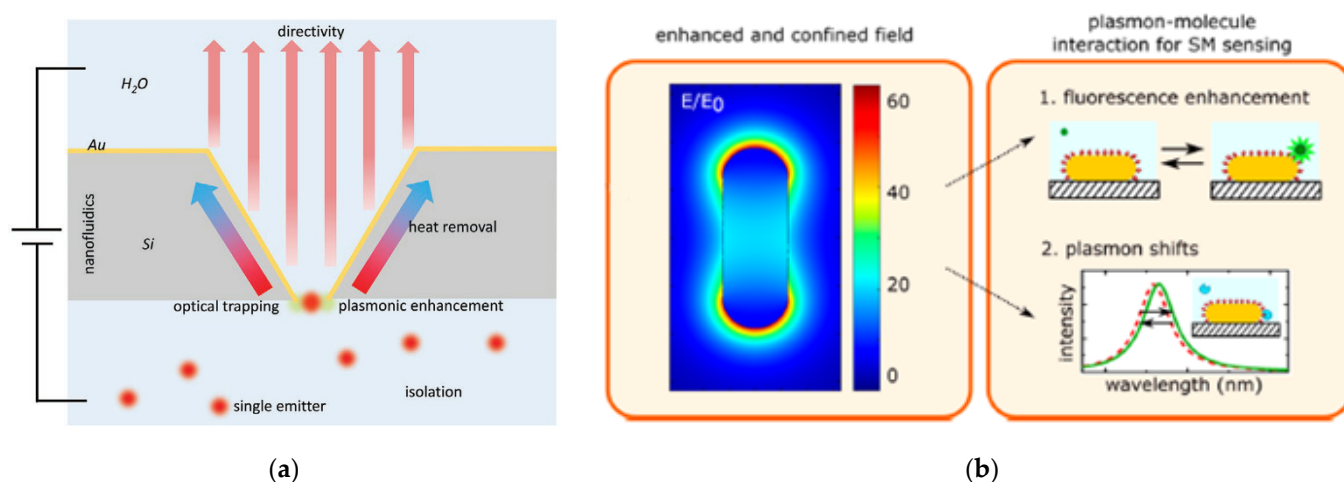 directivity
H₂O
Au
nanofluidics
Si
heat removal
optical trapping
plasmonic enhancement
isolation
single emitter
(a)
enhanced and confined field
E/E₀
60
40
20
0
plasmon-molecule
interaction for SM sensing
1. fluorescence enhancement
2. plasmon shifts
intensity
wavelength (nm)
(b)